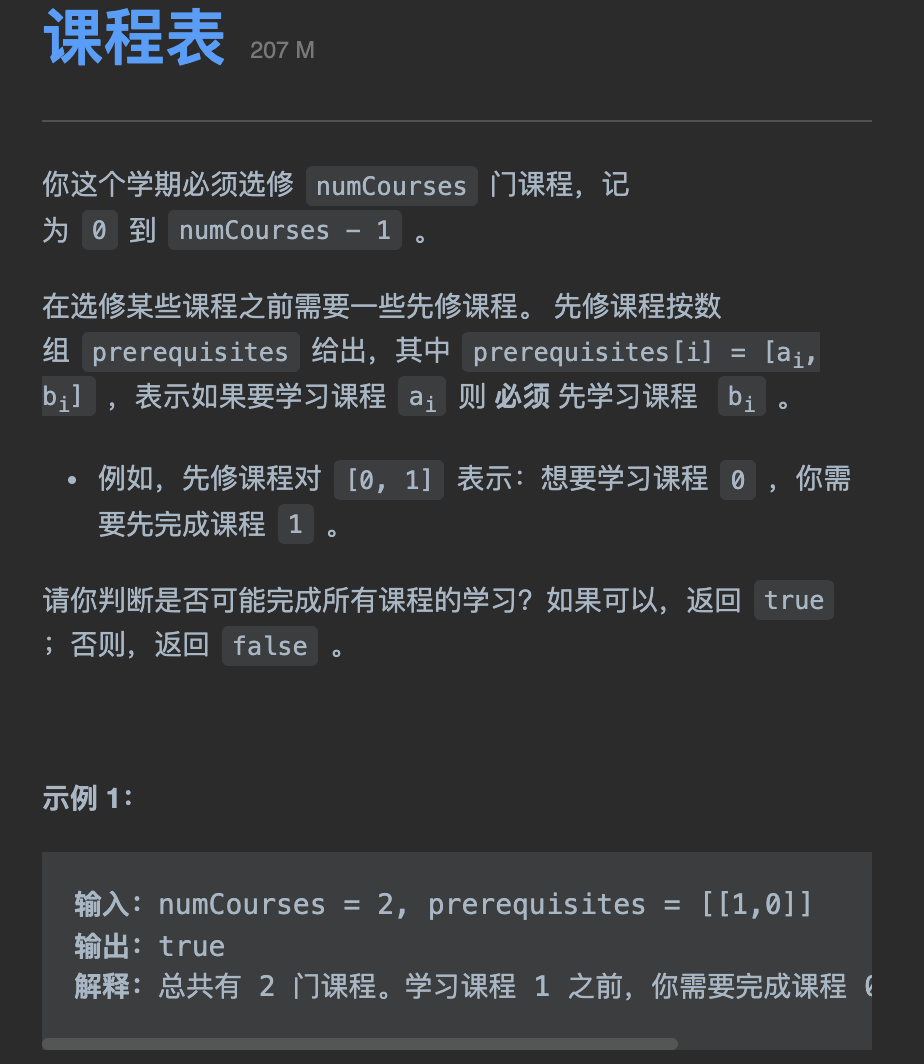 课程表 207 M
你这个学期必须选修 numCourses 门课程，记
为 0 到 numCourses - 1 。
在选修某些课程之前需要一些先修课程。 先修课程按数
组 prerequisites 给出，其中 prerequisites[i] = [ai,
bi] ，表示如果要学习课程 ai 则 必须 先学习课程 bi 。
• 例如，先修课程对 [0, 1] 表示：想要学习课程 0 ，你需
要先完成课程 1 。
请你判断是否可能完成所有课程的学习？如果可以，返回 true
；否则，返回 false 。
示例 1：
输入：numCourses = 2, prerequisites = [[1,0]]
输出：true
解释：总共有 2 门课程。学习课程 1 之前，你需要完成课程